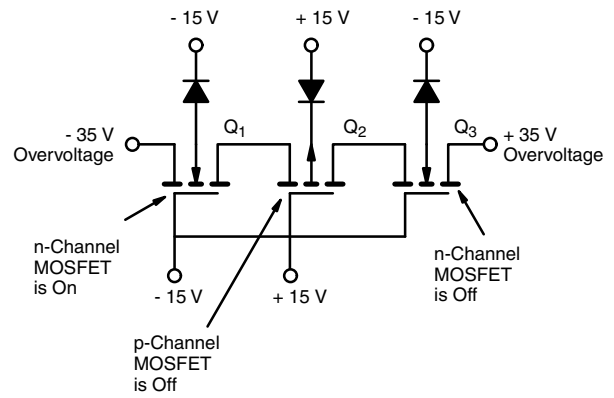 - 15 V
+ 15 V
- 15 V
- 35 V
Overvoltage
Q1
Q2
Q3
+ 35 V
Overvoltage
n-Channel
MOSFET
is On
- 15 V
+ 15 V
n-Channel
MOSFET
is Off
p-Channel
MOSFET
is Off